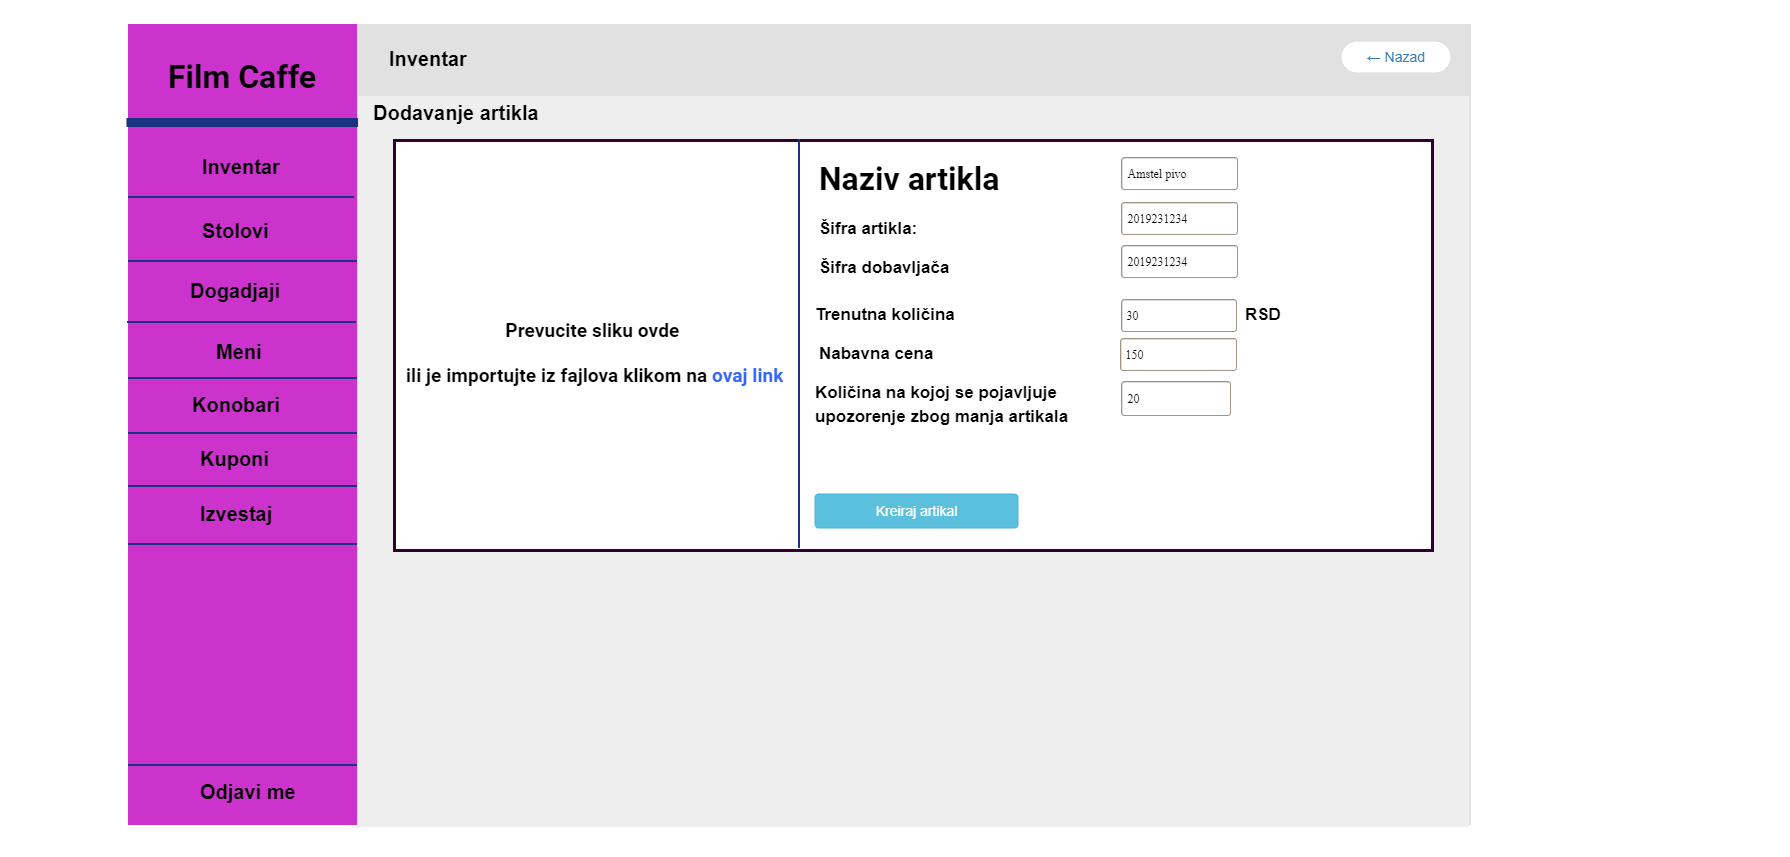 Film Caffe
Inventar
Stolovi
Dogadjaji
Meni
Konobari
Kuponi
Izvestaj
Odjavi me
Inventar
← Nazad
Dodavanje artikla
Prevucite sliku ovde
ili je importujte iz fajlova klikom na ovaj link
Naziv artikla
Amstel pivo
Šifra artikla:
2019231234
Šifra dobavljača
2019231234
Trenutna količina
30
RSD
Nabavna cena
150
Količina na kojoj se pojavljuje
upozorenje zbog manja artikala
20
Kreiraj artikal